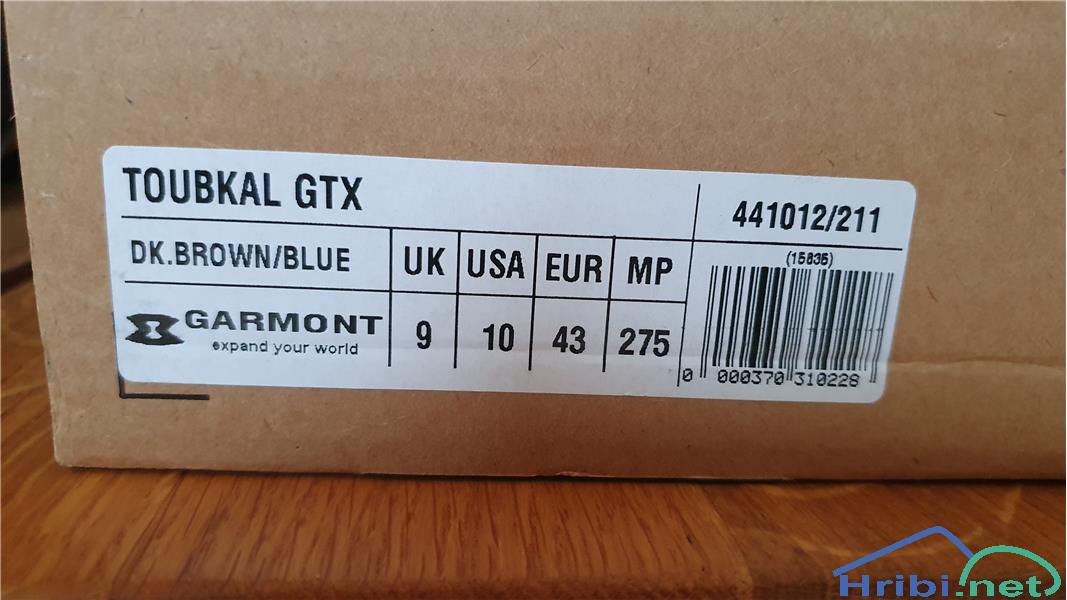 TOUBKAL GTX
441012/211
DK.BROWN/BLUE
UK USA EUR MP
(15835)
GARMONT
expand your world
9 10 43 275
0 000370 310228
Hribi.net